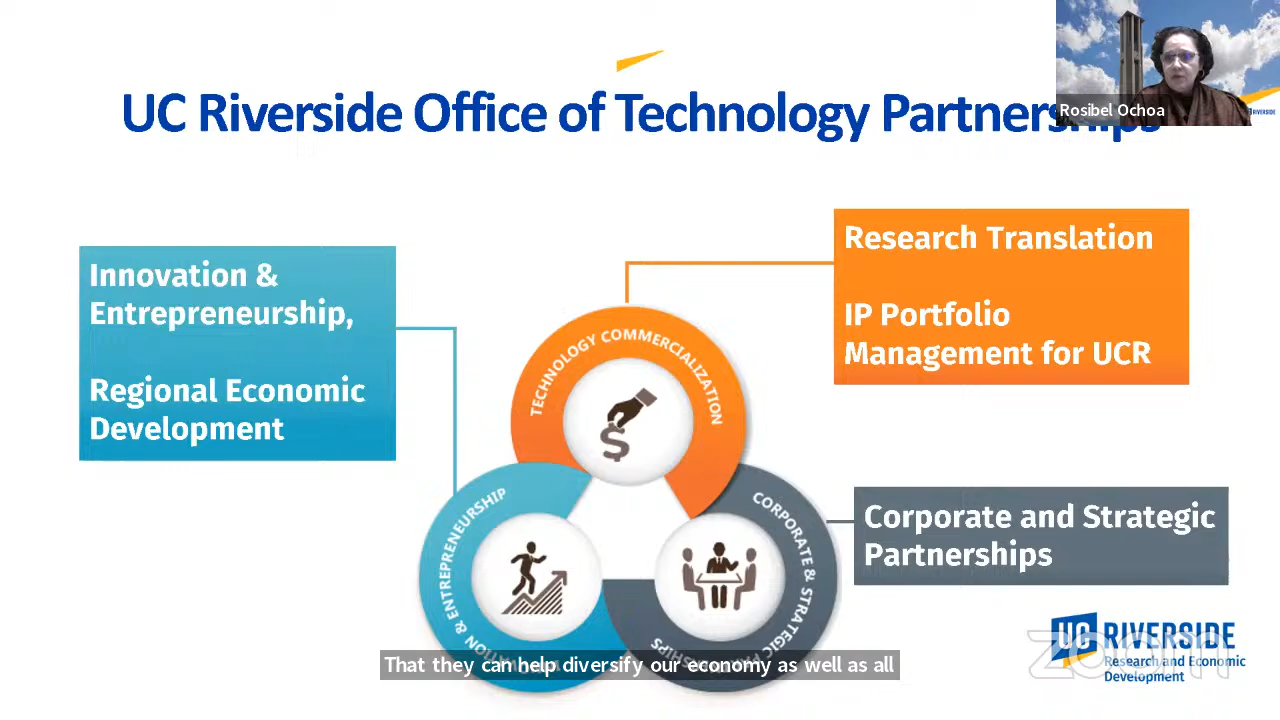 UC Riverside Office of Technology Partnerships
Rosibel Ochoa
RIVERSIDE
Innovation &
Entrepreneurship,
Regional Economic
Development
Research Translation
IP Portfolio
Management for UCR
TECHNOLOGY COMMERCIALIZATION
& ENTREPRENEURSHIP
CORPORATE & STRATEGIC
Corporate and Strategic
Partnerships
UC RIVERSIDE
Research and Economic
Development
zoom
That they can help diversify our economy as well as all